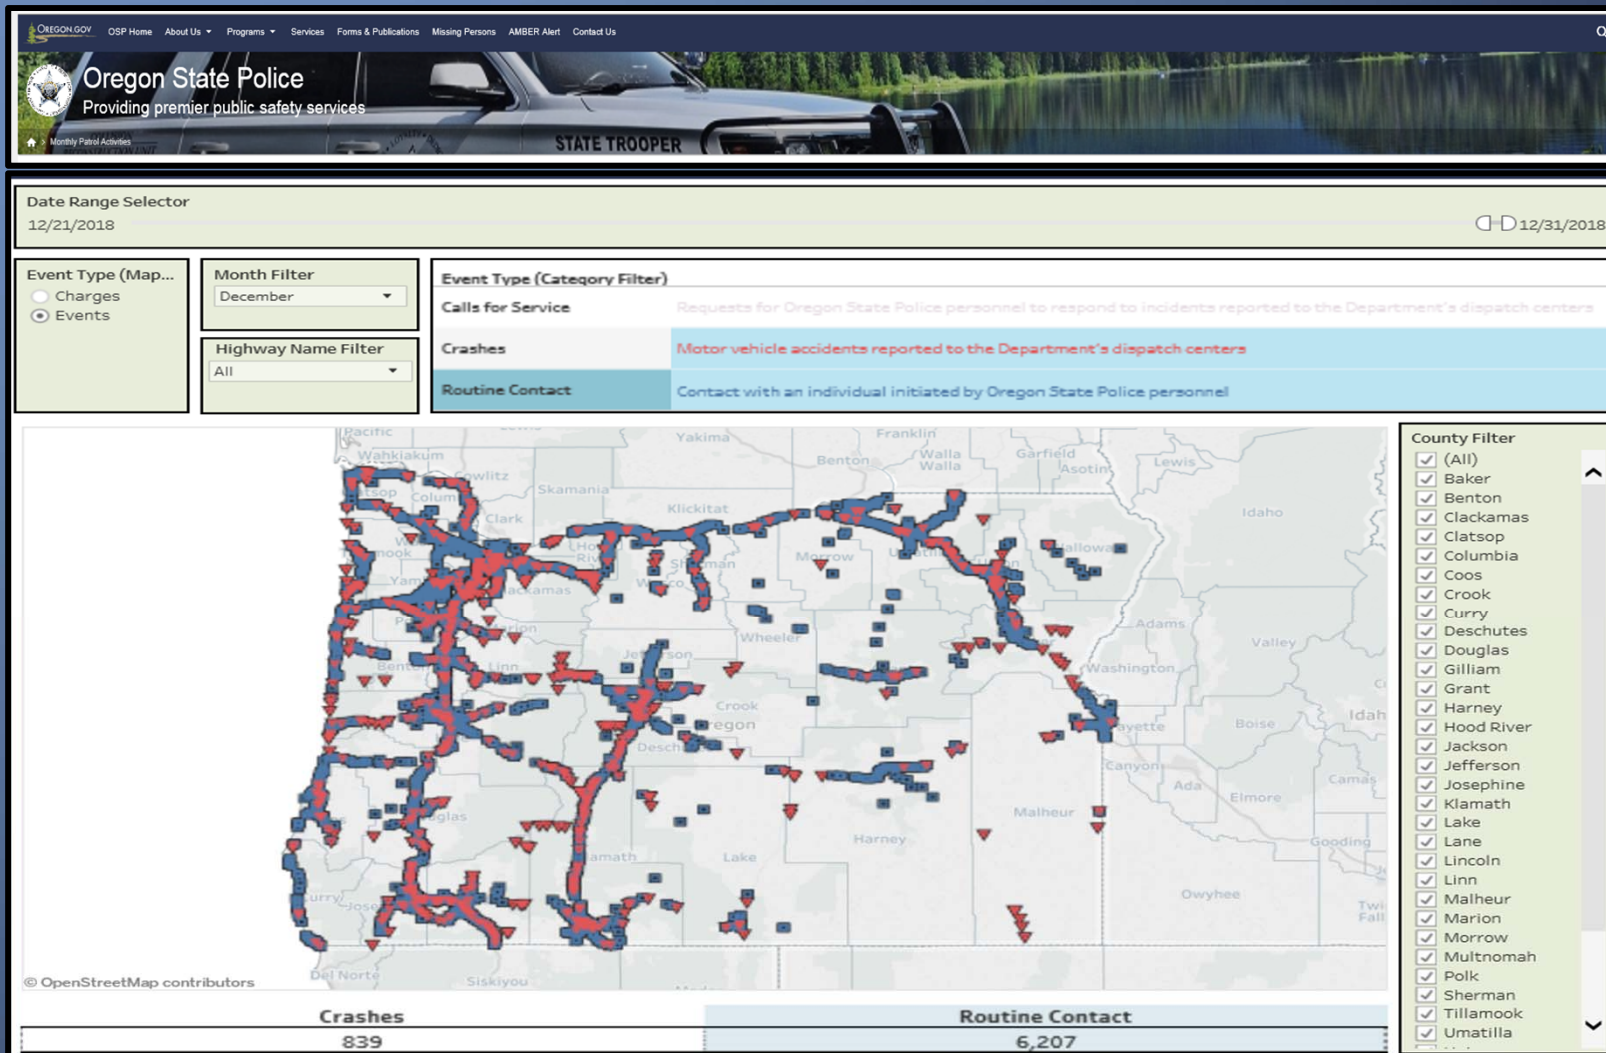 OREGON.GOV OSP Home About Us Programs Services Forms & Publications Missing Persons AMBER Alert Contact Us
Oregon State Police
Providing premier public safety services
STATE TROOPER
> Monthly Patrol Activities
Date Range Selector
12/21/2018 12/31/2018
Event Type (Map...
Charges
Events
Month Filter
December
Highway Name Filter
All
Event Type (Category Filter)
Calls for Service Requests for Oregon State Police personnel to respond to incidents reported to the Department's dispatch centers
Crashes Motor vehicle accidents reported to the Department's dispatch centers
Routine Contact Contact with an individual initiated by Oregon State Police personnel
County Filter
(All)
Baker
Benton
Clackamas
Clatsop
Columbia
Coos
Crook
Curry
Deschutes
Douglas
Gilliam
Grant
Harney
Hood River
Jackson
Jefferson
Josephine
Klamath
Lake
Lane
Lincoln
Linn
Malheur
Marion
Morrow
Multnomah
Polk
Sherman
Tillamook
Umatilla
Pacific
Wahkiakum
Yakima
Franklin
Benton
Walla
Walla
Garfield
Asotin
Lewis
Skamania
Klickitat
Clark
Idaho
Morrow
Wheeler
Adams
Valley
Washington
Linn
Crook
Boise
Canyon
Ada
Elmore
Camas
Malheur
Gooding
Harney
Lake
Owyhee
Twin
Fall
Del Norte
Siskiyou
© OpenStreetMap contributors
Crashes Routine Contact
839 6,207